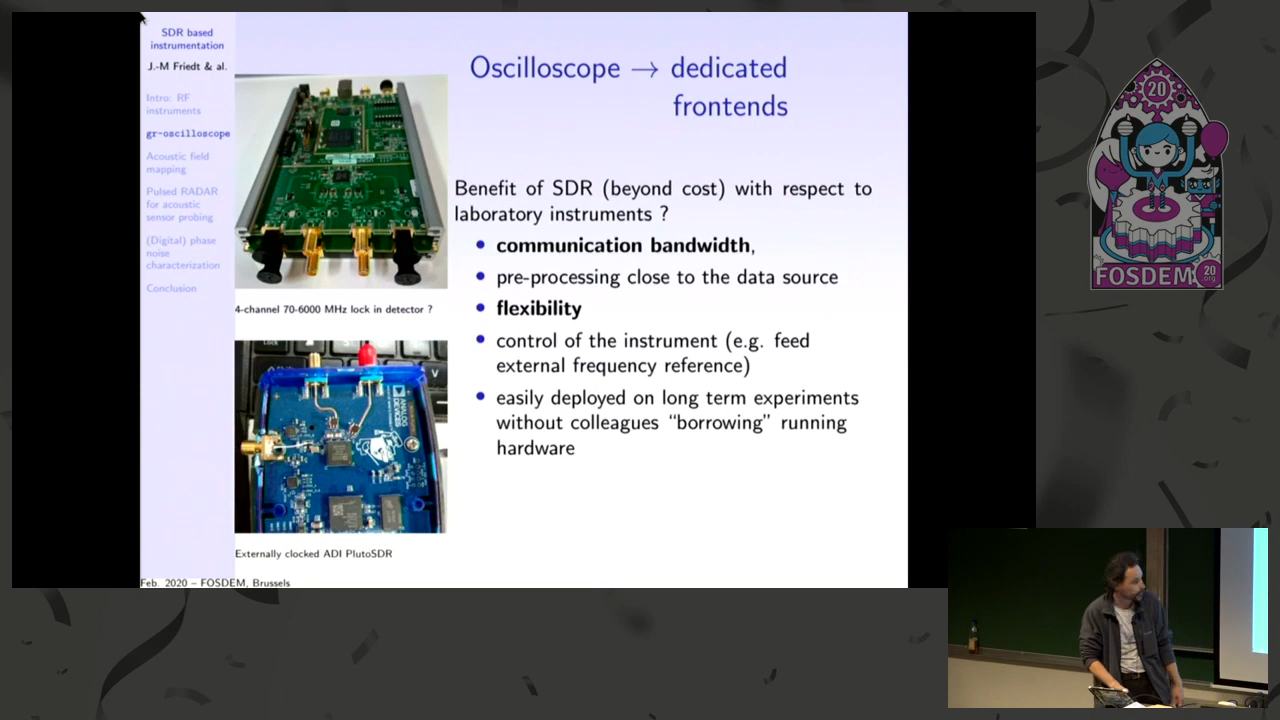 SDR based
instrumentation
J.-M Friedt & al.
Intro: RF
instruments
gr-oscilloscope
Acoustic field
mapping
Pulsed RADAR
for acoustic
sensor probing
(Digital) phase
noise
characterization
Conclusion
Oscilloscope → dedicated
frontends
4-channel 70-6000 MHz lock in detector ?
Externally clocked ADI PlutoSDR
Benefit of SDR (beyond cost) with respect to
laboratory instruments ?
• communication bandwidth,
• pre-processing close to the data source
• flexibility
• control of the instrument (e.g. feed
external frequency reference)
• easily deployed on long term experiments
without colleagues “borrowing” running
hardware
Feb. 2020 – FOSDEM, Brussels
ANALOG
DEVICES
20
FOSDEM
20
.org